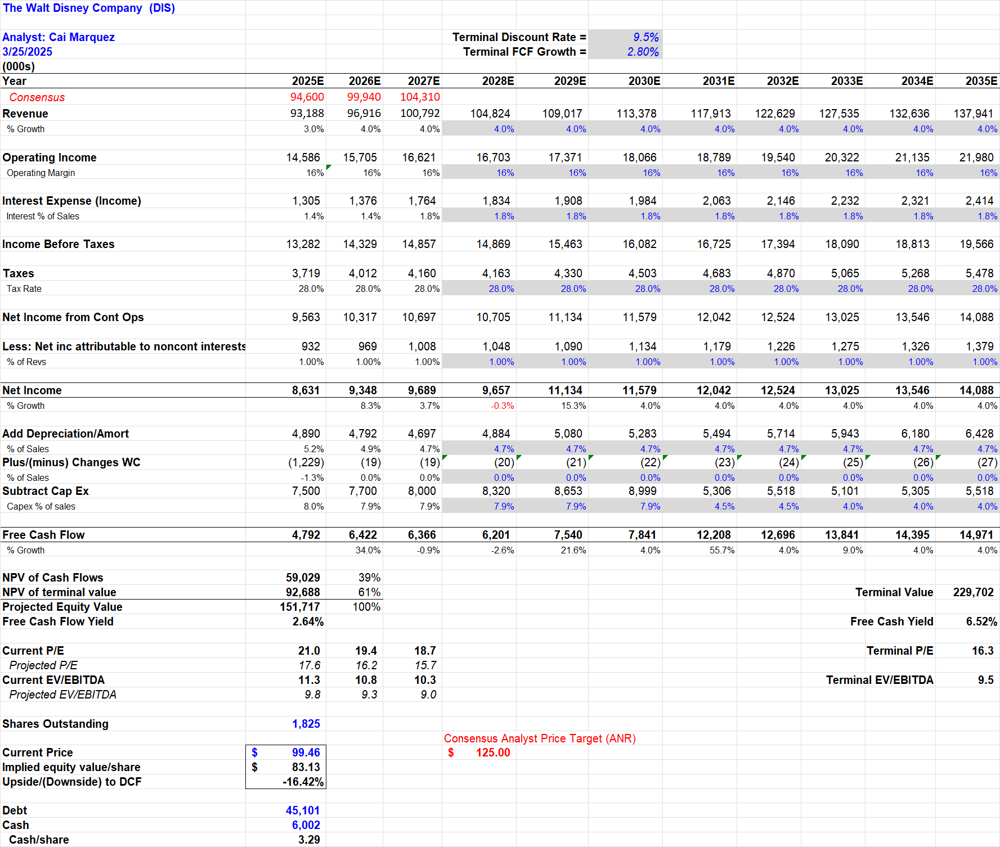 The Walt Disney Company (DIS)
Analyst: Cai Marquez Terminal Discount Rate = 9.5%
3/25/2025 Terminal FCF Growth = 2.80%
(000s)
Year 2025E 2026E 2027E 2028E 2029E 2030E 2031E 2032E 2033E 2034E 2035E
Consensus 94,600 99,940 104,310
Revenue 93,188 96,916 100,792 104,824 109,017 113,378 117,913 122,629 127,535 132,636 137,941
% Growth 3.0% 4.0% 4.0% 4.0% 4.0% 4.0% 4.0% 4.0% 4.0% 4.0% 4.0%
Operating Income 14,586 15,705 16,621 16,703 17,371 18,066 18,789 19,540 20,322 21,135 21,980
Operating Margin 16% 16% 16% 16% 16% 16% 16% 16% 16% 16% 16%
Interest Expense (Income) 1,305 1,376 1,764 1,834 1,908 1,984 2,063 2,146 2,232 2,321 2,414
Interest % of Sales 1.4% 1.4% 1.8% 1.8% 1.8% 1.8% 1.8% 1.8% 1.8% 1.8% 1.8%
Income Before Taxes 13,282 14,329 14,857 14,869 15,463 16,082 16,725 17,394 18,090 18,813 19,566
Taxes 3,719 4,012 4,160 4,163 4,330 4,503 4,683 4,870 5,065 5,268 5,478
Tax Rate 28.0% 28.0% 28.0% 28.0% 28.0% 28.0% 28.0% 28.0% 28.0% 28.0% 28.0%
Net Income from Cont Ops 9,563 10,317 10,697 10,705 11,134 11,579 12,042 12,524 13,025 13,546 14,088
Less: Net inc attributable to noncont interests 932 969 1,008 1,048 1,090 1,134 1,179 1,226 1,275 1,326 1,379
% of Revs 1.00% 1.00% 1.00% 1.00% 1.00% 1.00% 1.00% 1.00% 1.00% 1.00% 1.00%
Net Income 8,631 9,348 9,689 9,657 11,134 11,579 12,042 12,524 13,025 13,546 14,088
% Growth 8.3% 3.7% -0.3% 15.3% 4.0% 4.0% 4.0% 4.0% 4.0% 4.0%
Add Depreciation/Amort 4,890 4,792 4,697 4,884 5,080 5,283 5,494 5,714 5,943 6,180 6,428
% of Sales 5.2% 4.9% 4.7% 4.7% 4.7% 4.7% 4.7% 4.7% 4.7% 4.7% 4.7%
Plus/(minus) Changes WC (1,229) (19) (19) (20) (21) (22) (23) (24) (25) (26) (27)
% of Sales -1.3% 0.0% 0.0% 0.0% 0.0% 0.0% 0.0% 0.0% 0.0% 0.0% 0.0%
Subtract Cap Ex 7,500 7,700 8,000 8,320 8,653 8,999 5,306 5,518 5,101 5,305 5,518
Capex % of sales 8.0% 7.9% 7.9% 7.9% 7.9% 7.9% 4.5% 4.5% 4.0% 4.0% 4.0%
Free Cash Flow 4,792 6,422 6,366 6,201 7,540 7,841 12,208 12,696 13,841 14,395 14,971
% Growth 34.0% -0.9% -2.6% 21.6% 4.0% 55.7% 4.0% 9.0% 4.0% 4.0%
NPV of Cash Flows 59,029 39%
NPV of terminal value 92,688 61% Terminal Value 229,702
Projected Equity Value 151,717 100%
Free Cash Flow Yield 2.64% Free Cash Yield 6.52%
Current P/E 21.0 19.4 18.7 Terminal P/E 16.3
Projected P/E 17.6 16.2 15.7
Current EV/EBITDA 11.3 10.8 10.3 Terminal EV/EBITDA 9.5
Projected EV/EBITDA 9.8 9.3 9.0
Shares Outstanding 1,825
Consensus Analyst Price Target (ANR)
Current Price $ 99.46 $ 125.00
Implied equity value/share $ 83.13
Upside/(Downside) to DCF -16.42%
Debt 45,101
Cash 6,002
Cash/share 3.29